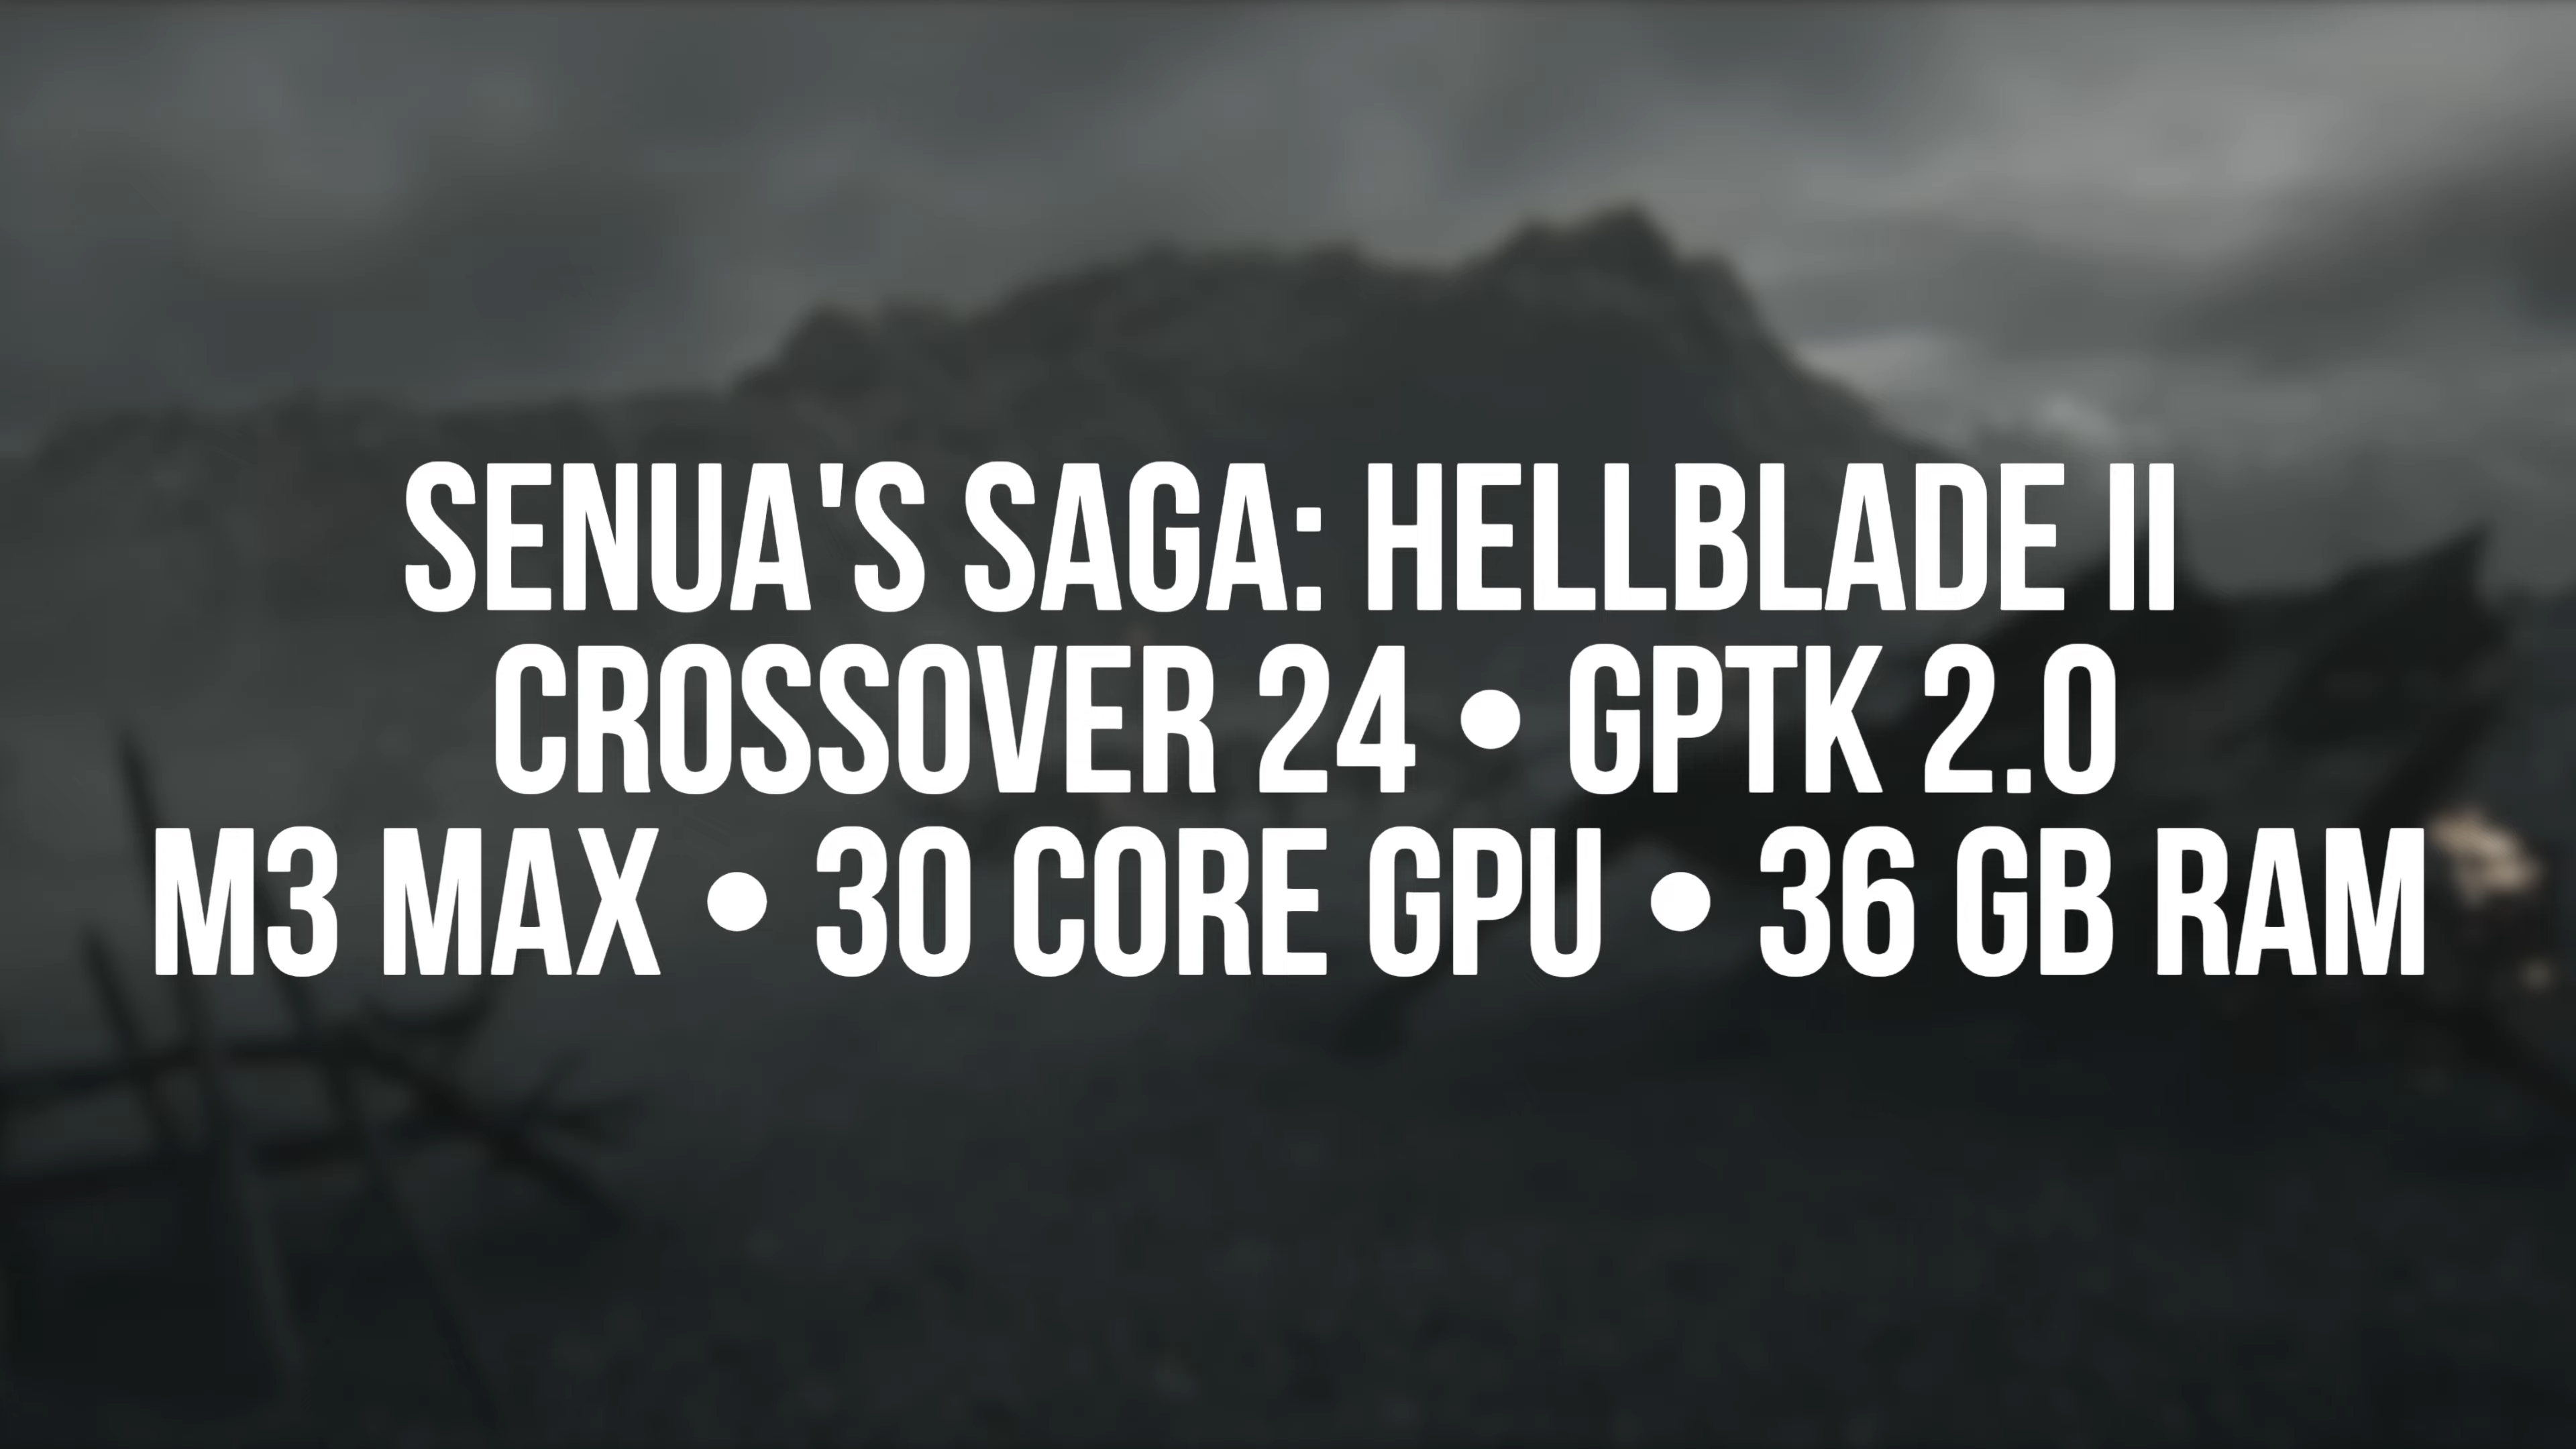 SENUA'S SAGA: HELLBLADE II
CROSSOVER 24 • GPTK 2.0
M3 MAX • 30 CORE GPU • 36 GB RAM